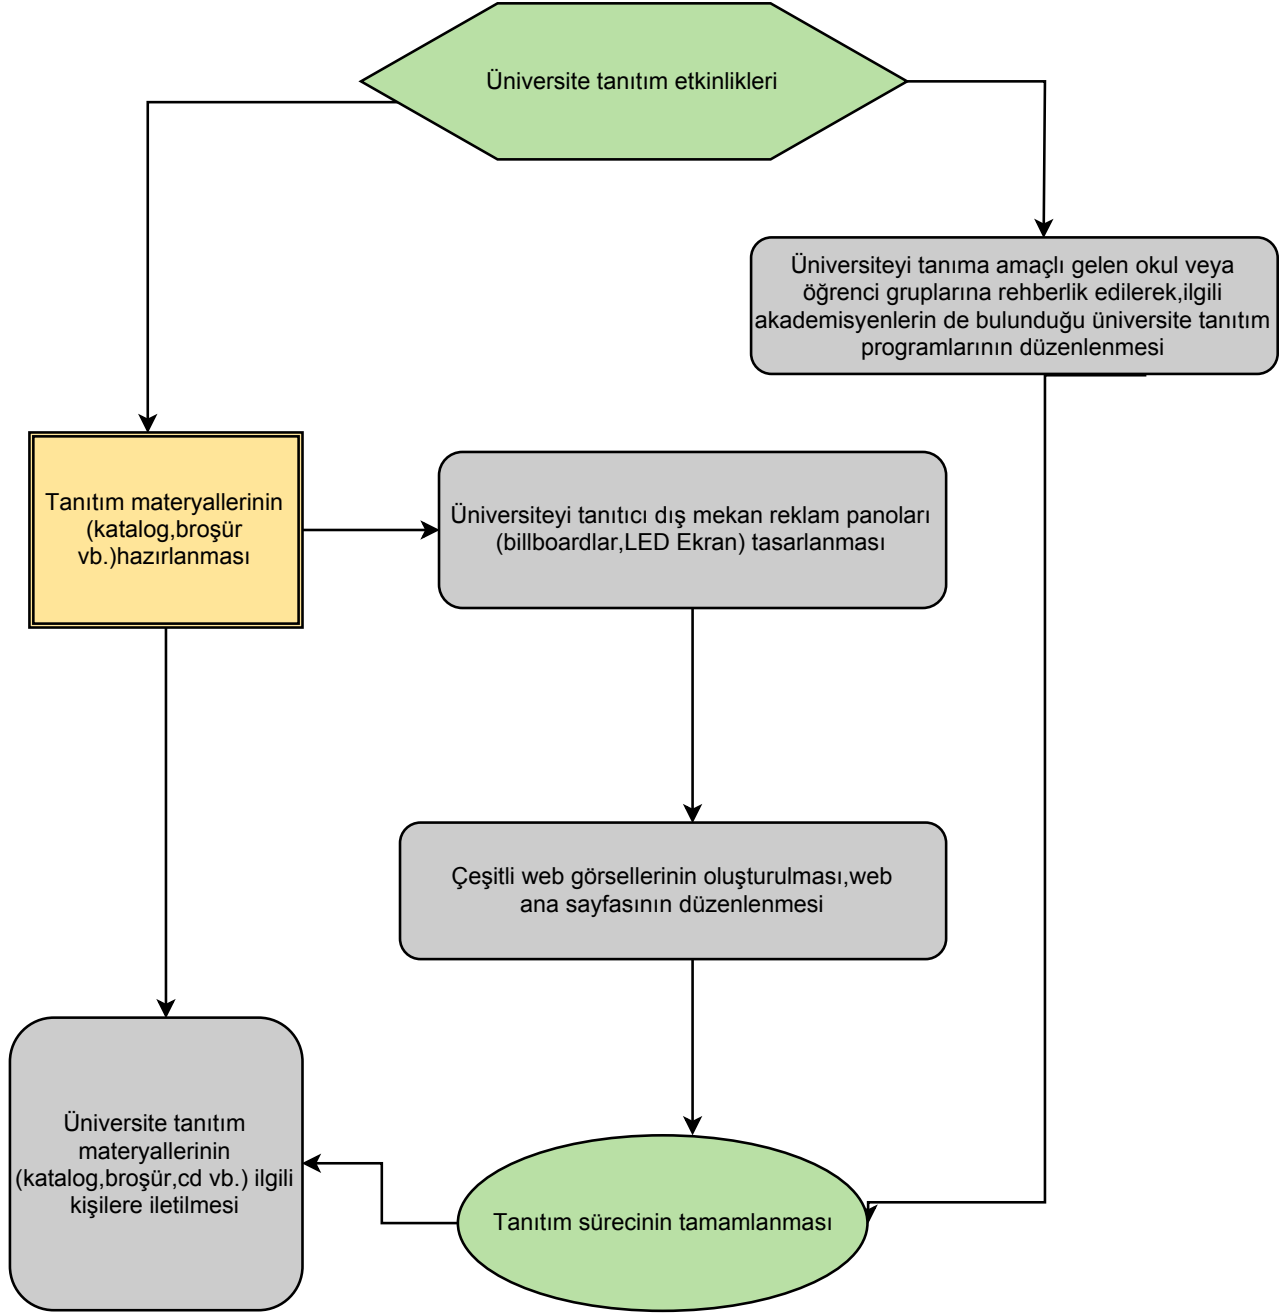 Üniversite tanıtım etkinlikleri
Üniversiteyi tanıma amaçlı gelen okul veya
öğrenci gruplarına rehberlik edilerek,ilgili
akademisyenlerin de bulunduğu üniversite tanıtım
programlarının düzenlenmesi
Tanıtım materyallerinin
(katalog,broşür
vb.)hazırlanması
Üniversiteyi tanıtıcı dış mekan reklam panoları
(billboardlar,LED Ekran) tasarlanması
Çeşitli web görsellerinin oluşturulması,web
ana sayfasının düzenlenmesi
Üniversite tanıtım
materyallerinin
(katalog,broşür,cd vb.) ilgili
kişilere iletilmesi
Tanıtım sürecinin tamamlanması